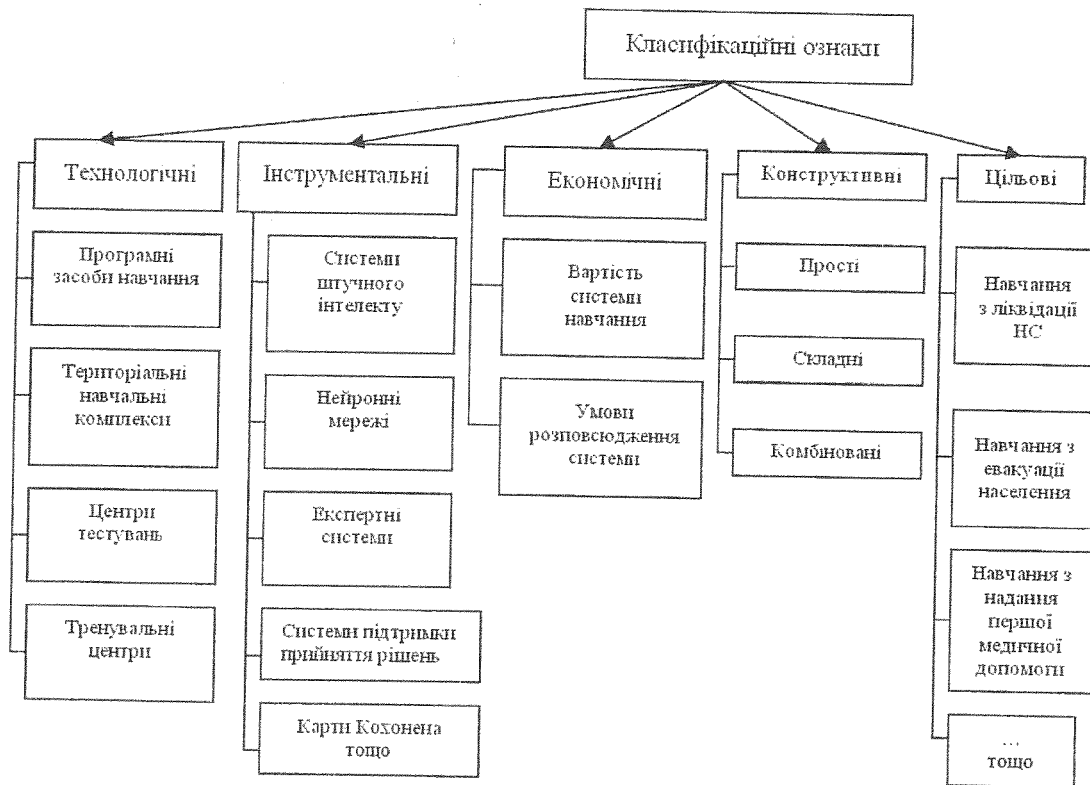 Класифікаційні ознаки
Технологічні
Програмні
засоби навчання
Територіальні
навчальні
комплекси
Центри
тестувань
Тренувальні
центри
Інструментальні
Системи
штучного
інтелекту
Нейронні
мережі
Експертні
системи
Системи підтримки
прийняття рішень
Карти Кохонена
тощо
Економічні
Вартість
системи
навчання
Умови
розповсюдження
системи
Конструктивні
Прості
Складні
Комбіновані
Цільові
Навчання
з ліквідації
НС
Навчання з
евакуації
населення
Навчання з
надання
першої
медичної
допомоги
...
тощо